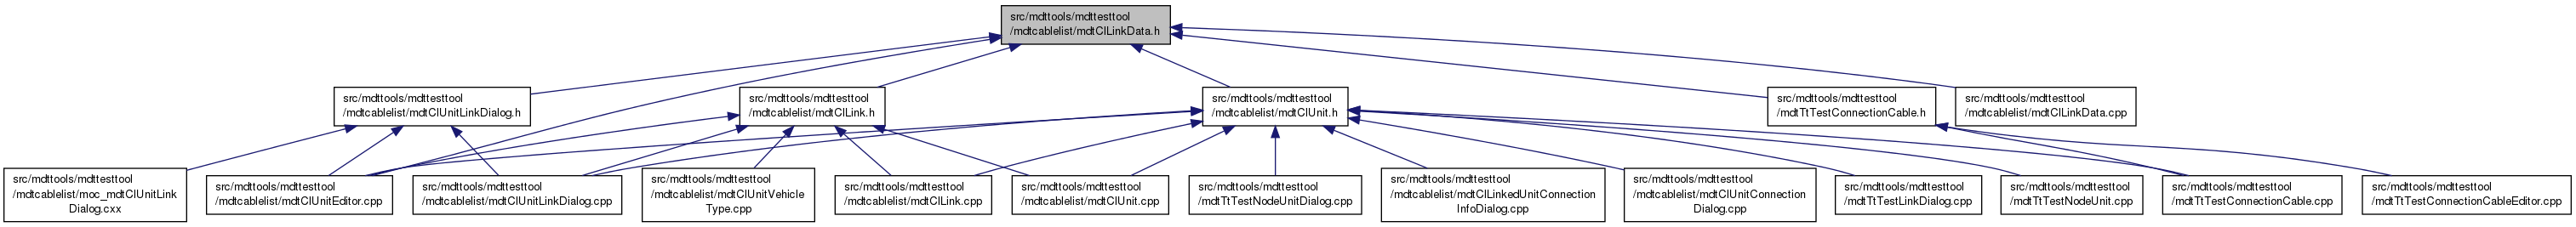 src/mdttools/mdttesttool
/mdtcablelist/mdtClLinkData.h
src/mdttools/mdttesttool
/mdtcablelist/mdtClUnitLinkDialog.h
src/mdttools/mdttesttool
/mdtcablelist/mdtClLink.h
src/mdttools/mdttesttool
/mdtcablelist/mdtClUnit.h
src/mdttools/mdttesttool
/mdtTtTestConnectionCable.h
src/mdttools/mdttesttool
/mdtcablelist/mdtClLinkData.cpp
src/mdttools/mdttesttool
/mdtcablelist/moc_mdtClUnitLink
Dialog.cxx
src/mdttools/mdttesttool
/mdtcablelist/mdtClUnitEditor.cpp
src/mdttools/mdttesttool
/mdtcablelist/mdtClUnitLinkDialog.cpp
src/mdttools/mdttesttool
/mdtcablelist/mdtClUnitVehicle
Type.cpp
src/mdttools/mdttesttool
/mdtcablelist/mdtClLink.cpp
src/mdttools/mdttesttool
/mdtcablelist/mdtClUnit.cpp
src/mdttools/mdttesttool
/mdtTtTestNodeUnitDialog.cpp
src/mdttools/mdttesttool
/mdtcablelist/mdtClLinkedUnitConnection
InfoDialog.cpp
src/mdttools/mdttesttool
/mdtcablelist/mdtClUnitConnection
Dialog.cpp
src/mdttools/mdttesttool
/mdtTtTestLinkDialog.cpp
src/mdttools/mdttesttool
/mdtTtTestNodeUnit.cpp
src/mdttools/mdttesttool
/mdtTtTestConnectionCable.cpp
src/mdttools/mdttesttool
/mdtTtTestConnectionCableEditor.cpp